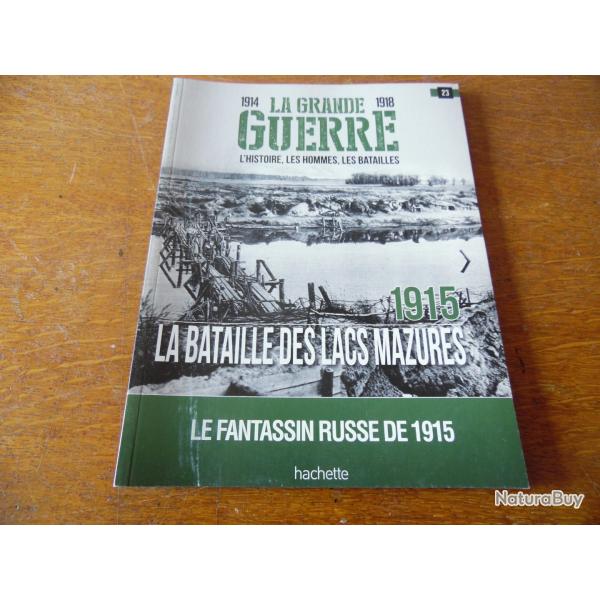 23
1914 LA GRANDE 1918
GUERRE
L'HISTOIRE, LES HOMMES, LES BATAILLES
1915
LA BATAILLE DES LACS MAZURES
LE FANTASSIN RUSSE DE 1915
hachette
NaturaBuy